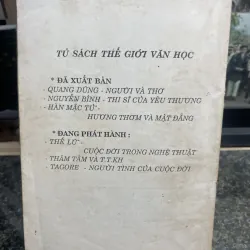 TỦ SÁCH THẾ GIỚI VĂN HỌC
* ĐÃ XUẤT BẢN
- QUANG DŨNG - NGƯỜI VÀ THƠ
- NGUYỄN BÍNH - THI SĨ CỦA YÊU THƯƠNG
- HÀN MẶC TỬ -
HƯƠNG THƠM VÀ MẬT ĐẮNG
* ĐANG PHÁT HÀNH :
- THẾ LỮ -
CUỘC ĐỜI TRONG NGHỆ THUẬT
- THÂM TÂM VÀ T.T.KH
- TAGORE - NGƯỜI TÌNH CỦA CUỘC ĐỜI